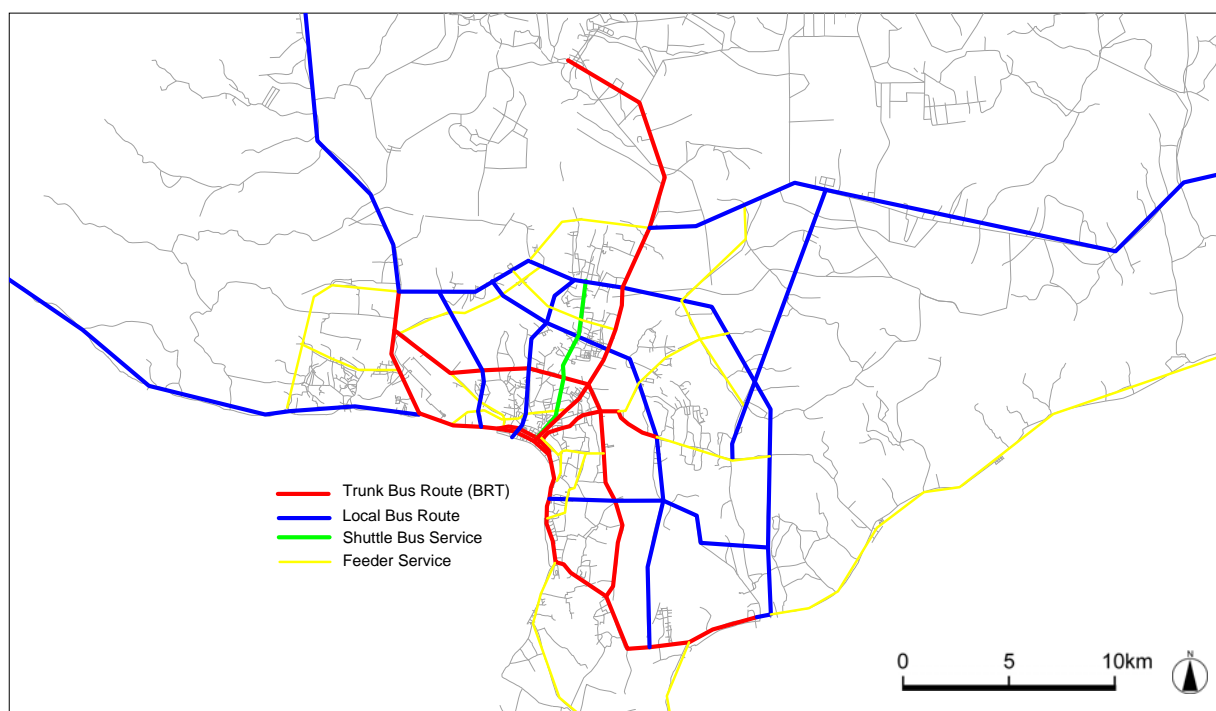 Trunk Bus Route (BRT)
Local Bus Route
Shuttle Bus Service
Feeder Service
0 5 10km
N